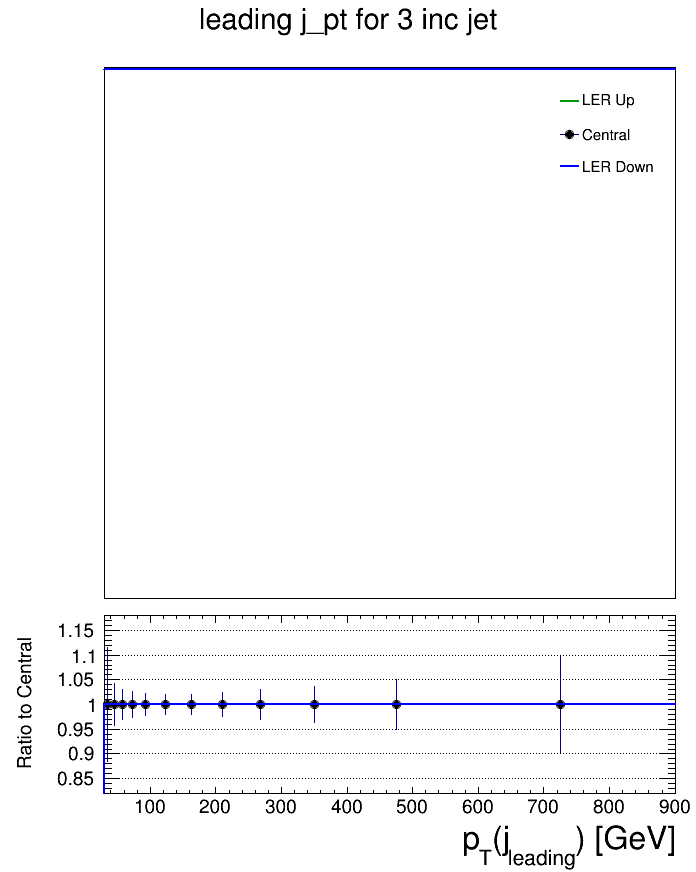 leading j_pt for 3 inc jet
LER Up
Central
LER Down
Ratio to Central
1.15
1.1
1.05
1
0.95
0.9
0.85
100 200 300 400 500 600 700 800 900
p_T(j_leading) [GeV]